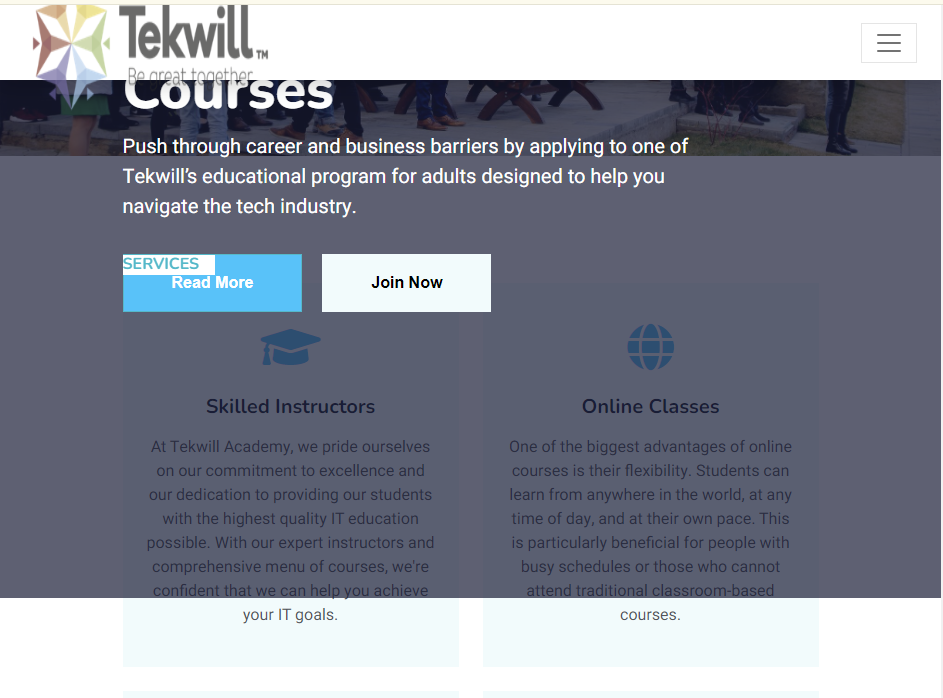 Tekwill™
Be great together
Courses
Push through career and business barriers by applying to one of
Tekwill’s educational program for adults designed to help you
navigate the tech industry.
SERVICES
Read More
Join Now
Skilled Instructors
At Tekwill Academy, we pride ourselves
on our commitment to excellence and
our dedication to providing our students
with the highest quality IT education
possible. With our expert instructors and
comprehensive menu of courses, we're
confident that we can help you achieve
your IT goals.
Online Classes
One of the biggest advantages of online
courses is their flexibility. Students can
learn from anywhere in the world, at any
time of day, and at their own pace. This
is particularly beneficial for people with
busy schedules or those who cannot
attend traditional classroom-based
courses.